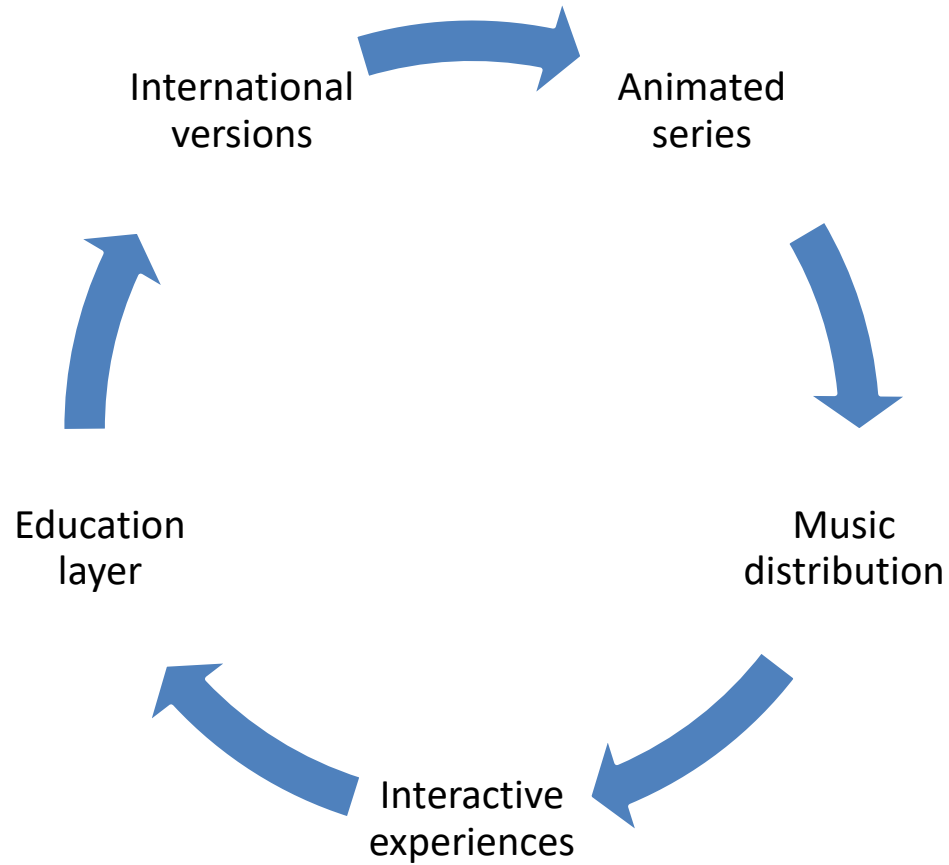 International
versions
Animated
series
Music
distribution
Interactive
experiences
Education
layer